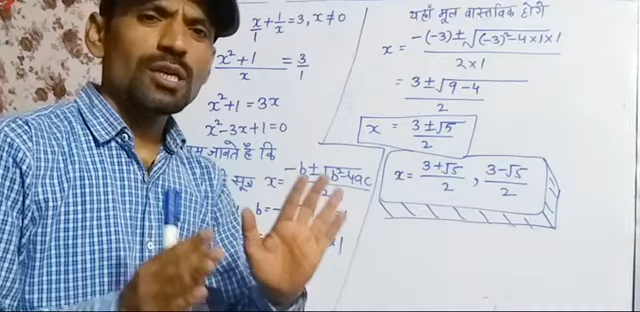 x/1 + 1/x = 3, x ≠ 0
(x² + 1)/x = 3/1
x² + 1 = 3x
x² - 3x + 1 = 0
जानते हैं कि
सूत्र x = (-b ± √b² - 4ac)/2
b = -
यहाँ मूल वास्तविक होंगे
x = (-(-3) ± √(-3)² - 4×1×1)/(2×1)
= (3 ± √9 - 4)/2
x = (3 ± √5)/2
x = (3 + √5)/2 , (3 - √5)/2